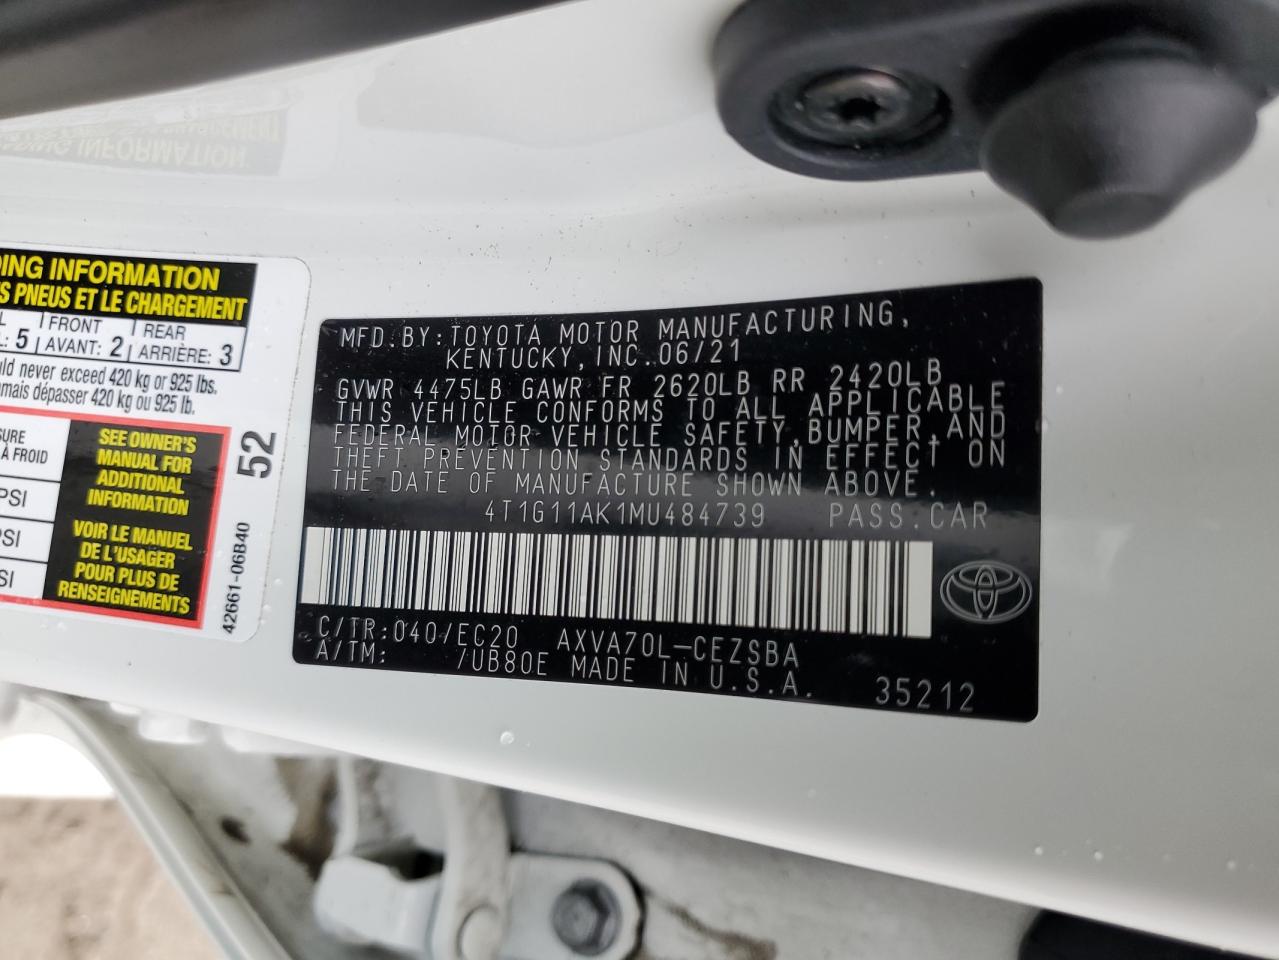 DING INFORMATION
S PNEUS ET LE CHARGEMENT
L FRONT REAR
: 5 AVANT: 2 ARRIÈRE: 3
uld never exceed 420 kg or 925 lbs.
mais dépasser 420 kg ou 925 lb.
SURE
À FROID
PSI
PSI
SI
SEE OWNER'S
MANUAL FOR
ADDITIONAL
INFORMATION
VOIR LE MANUEL
DE L'USAGER
POUR PLUS DE
RENSEIGNEMENTS
52
42661-06B40
MFD. BY: TOYOTA MOTOR MANUFACTURING,
KENTUCKY, INC. 06/21
GVWR 4475LB GAWR FR 2620LB RR 2420LB
THIS VEHICLE CONFORMS TO ALL APPLICABLE
FEDERAL MOTOR VEHICLE SAFETY, BUMPER, AND
THEFT PREVENTION STANDARDS IN EFFECT ON
THE DATE OF MANUFACTURE SHOWN ABOVE.
4T1G11AK1MU484739 PASS. CAR
C/TR: 040/EC20 AXVA70L-CEZSBA
A/TM: /UB80E MADE IN U.S.A. 35212